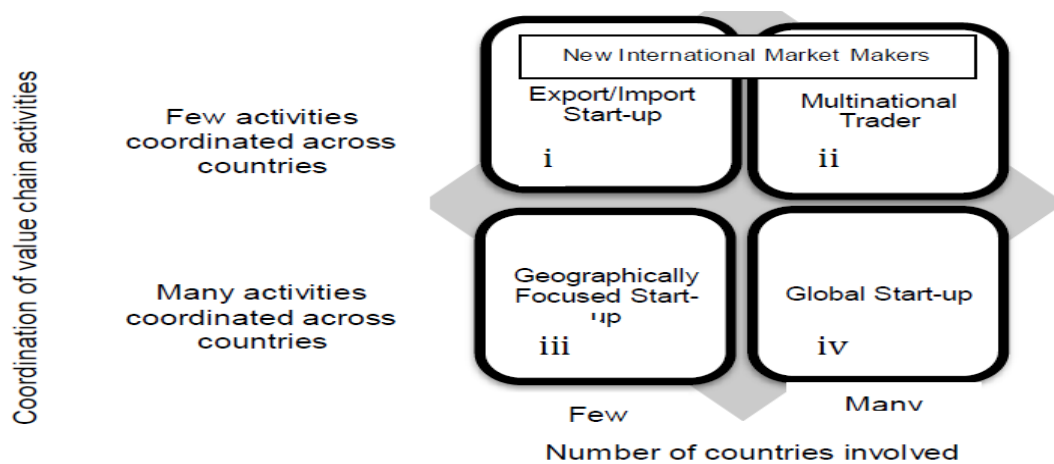 Coordination of value chain activities
New International Market Makers
Few activities
coordinated across
countries
Export/Import
Start-up
i
Multinational
Trader
ii
Many activities
coordinated across
countries
Geographically
Focused Start-
up
iii
Global Start-up
iv
Few
Many
Number of countries involved